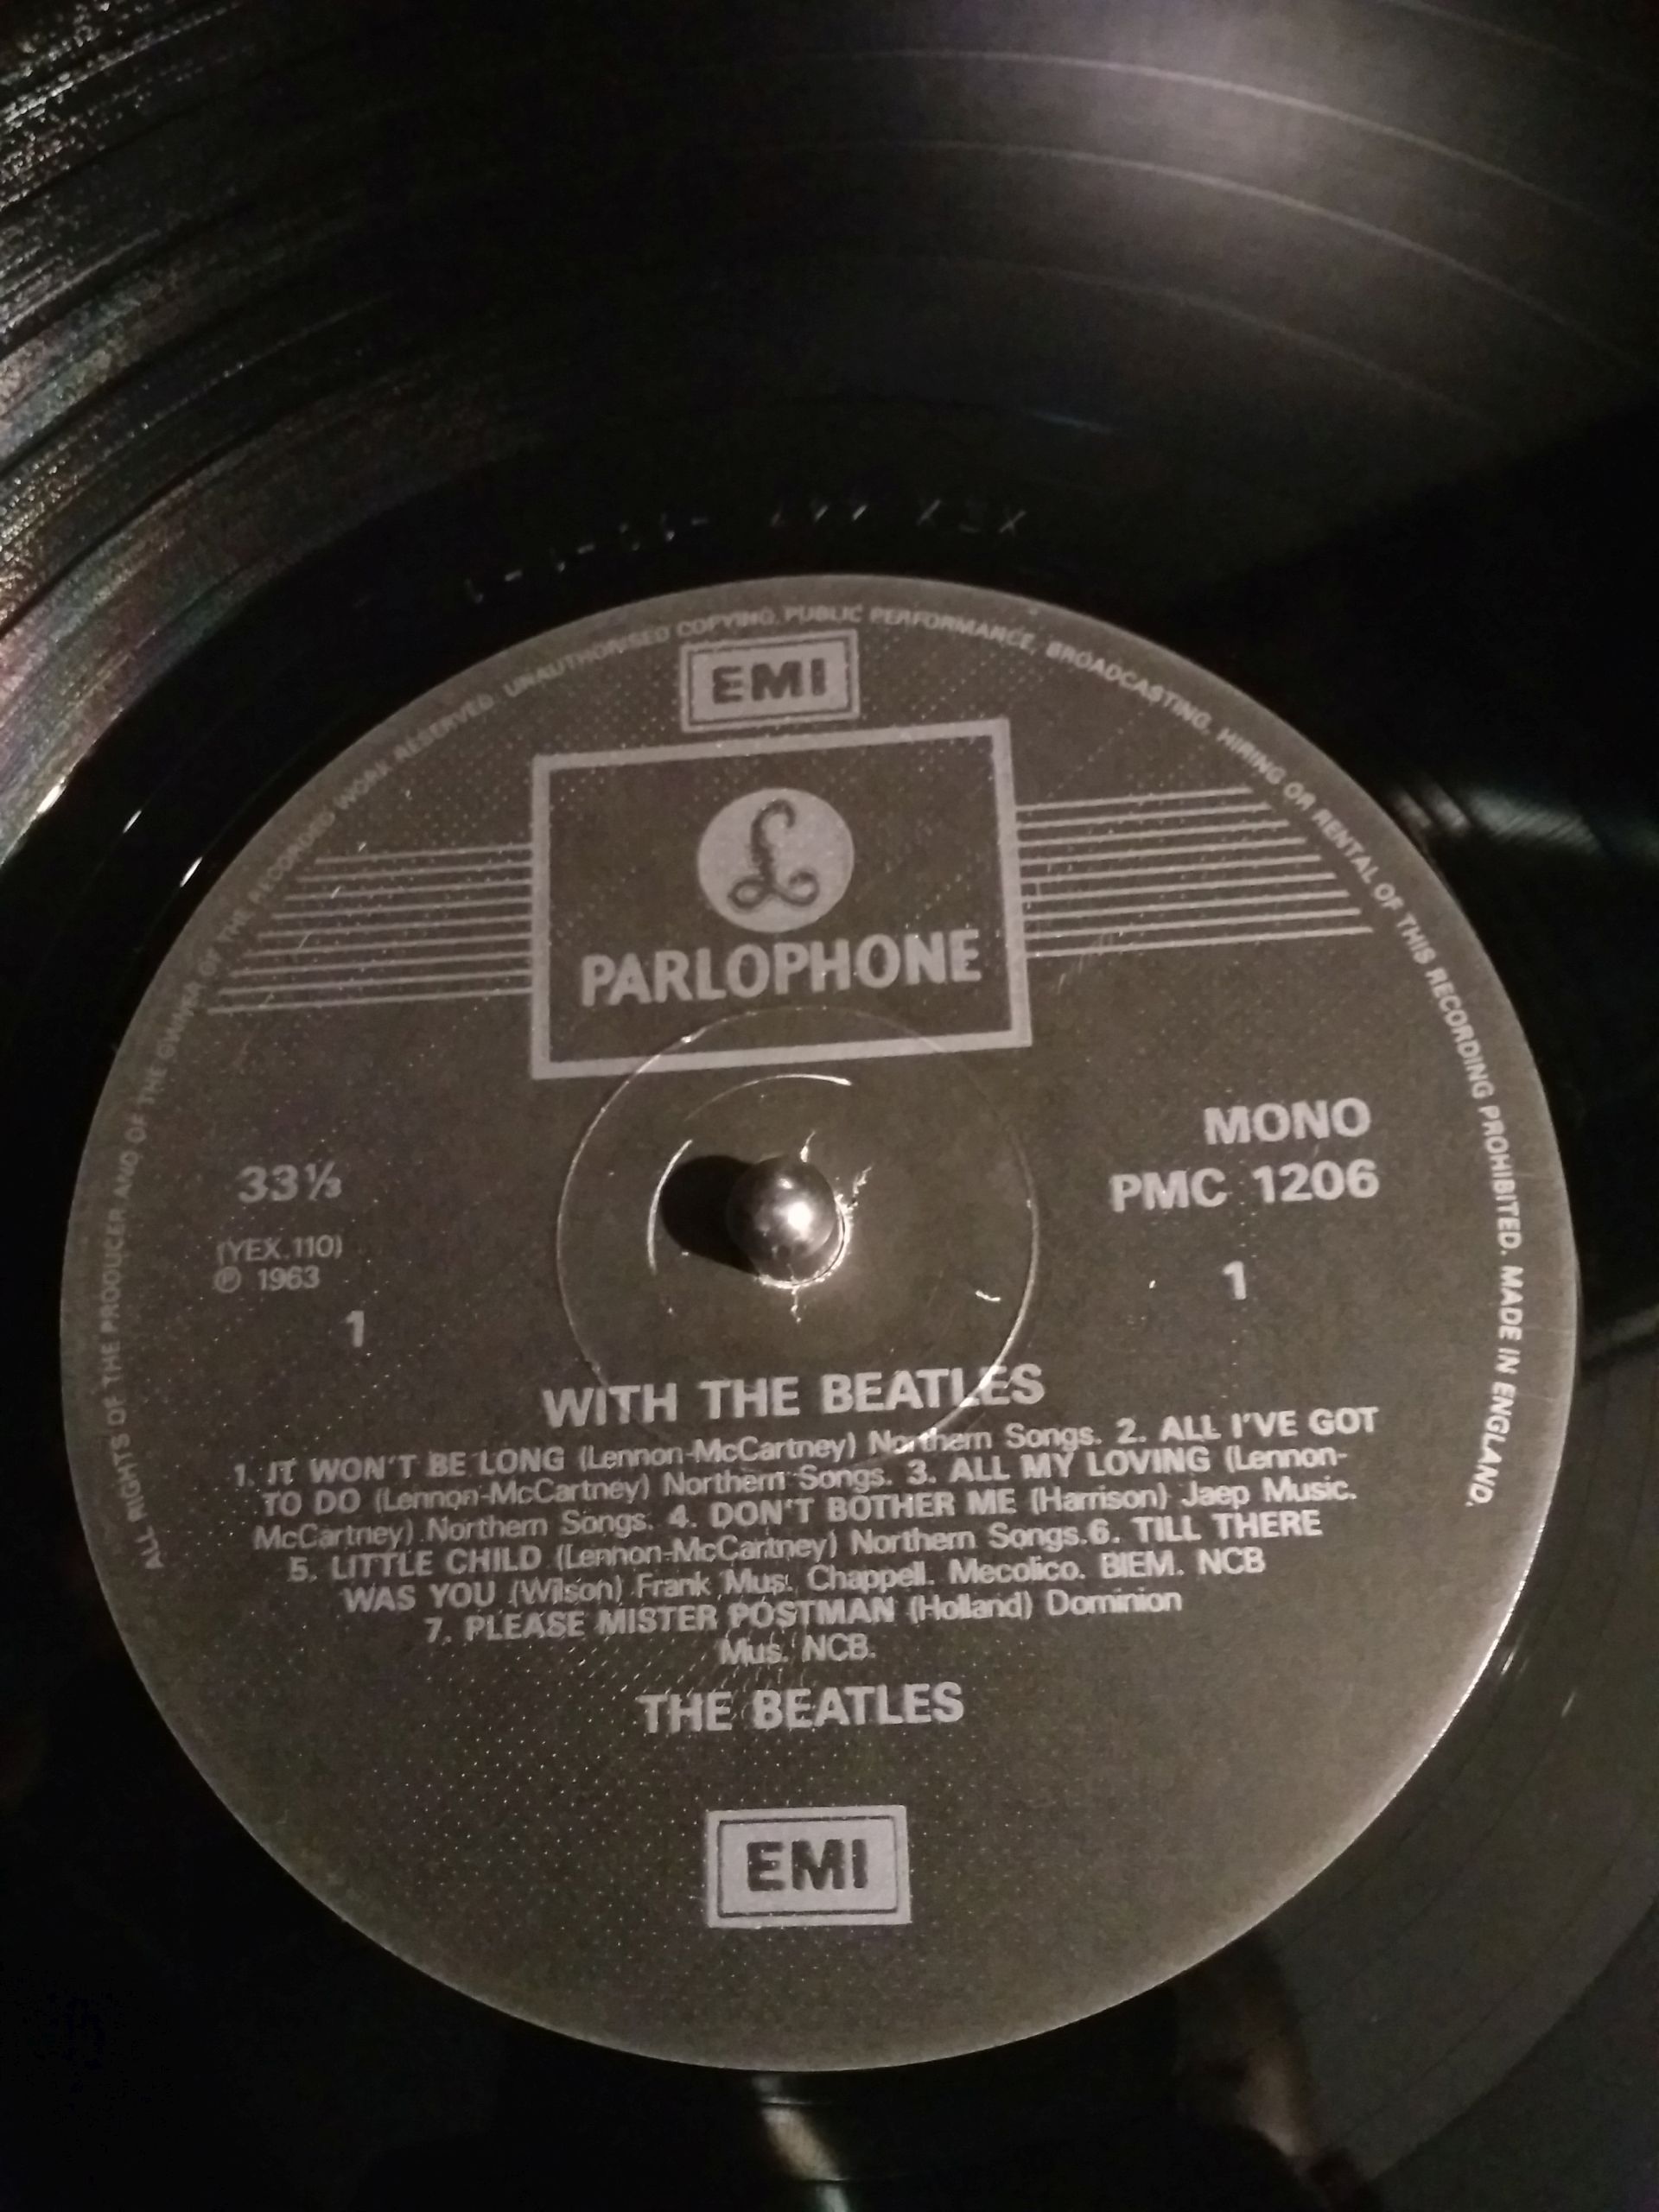 ALL RIGHTS OF THE PRODUCER AND OF THE OWNER OF THE RECORDED WORK RESERVED. UNAUTHORISED COPYING, PUBLIC PERFORMANCE, BROADCASTING, HIRING OR RENTAL OF THIS RECORDING PROHIBITED. MADE IN ENGLAND.
EMI
PARLOPHONE
MONO
33⅓
PMC 1206
(YEX.110)
℗ 1963
1
1
WITH THE BEATLES
1. IT WON'T BE LONG (Lennon-McCartney) Northern Songs. 2. ALL I'VE GOT
TO DO (Lennon-McCartney) Northern Songs. 3. ALL MY LOVING (Lennon-
McCartney) Northern Songs. 4. DON'T BOTHER ME (Harrison) Jaep Music.
5. LITTLE CHILD (Lennon-McCartney) Northern Songs.6. TILL THERE
WAS YOU (Wilson) Frank Mus. Chappell. Mecolico. BIEM. NCB
7. PLEASE MISTER POSTMAN (Holland) Dominion
Mus. NCB.
THE BEATLES
EMI